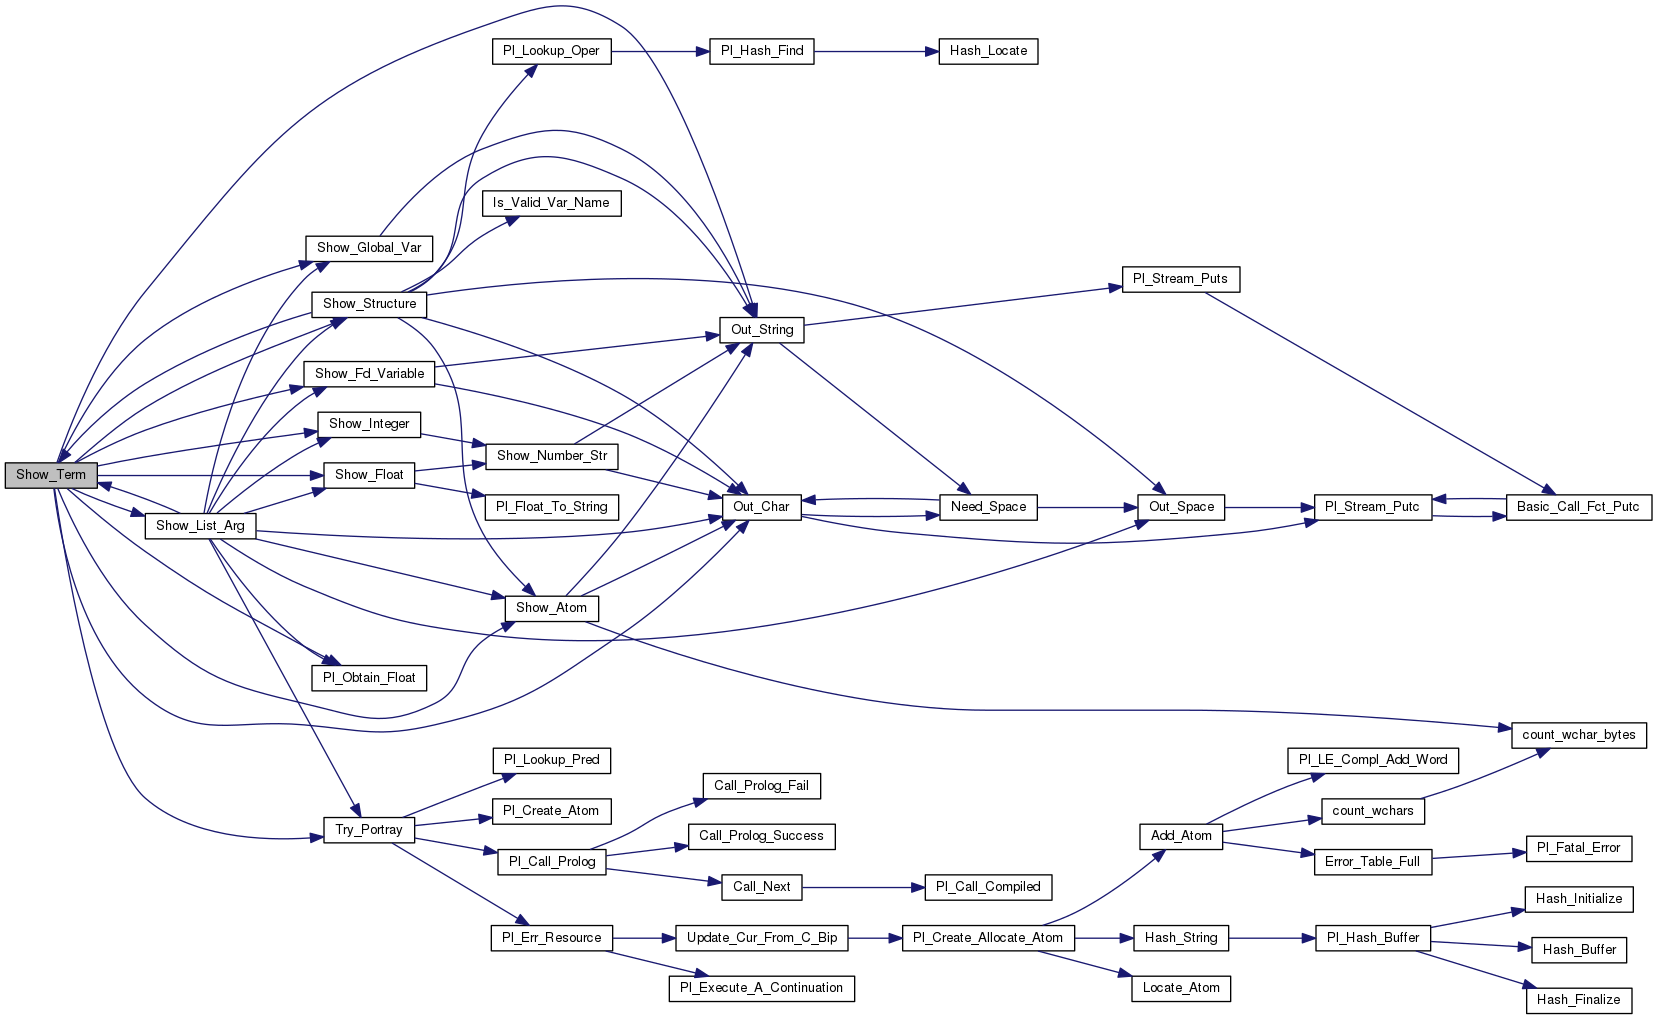 Pl_Lookup_Oper
Pl_Hash_Find
Hash_Locate
Is_Valid_Var_Name
Show_Global_Var
Pl_Stream_Puts
Show_Structure
Out_String
Show_Fd_Variable
Show_Integer
Show_Number_Str
Show_Term
Show_Float
Pl_Float_To_String
Out_Char
Need_Space
Out_Space
Pl_Stream_Putc
Basic_Call_Fct_Putc
Show_List_Arg
Show_Atom
Pl_Obtain_Float
count_wchar_bytes
Pl_Lookup_Pred
Pl_LE_Compl_Add_Word
Call_Prolog_Fail
Pl_Create_Atom
count_wchars
Try_Portray
Call_Prolog_Success
Add_Atom
Pl_Fatal_Error
Pl_Call_Prolog
Error_Table_Full
Call_Next
Pl_Call_Compiled
Hash_Initialize
Pl_Err_Resource
Update_Cur_From_C_Bip
Pl_Create_Allocate_Atom
Hash_String
Pl_Hash_Buffer
Hash_Buffer
Pl_Execute_A_Continuation
Locate_Atom
Hash_Finalize